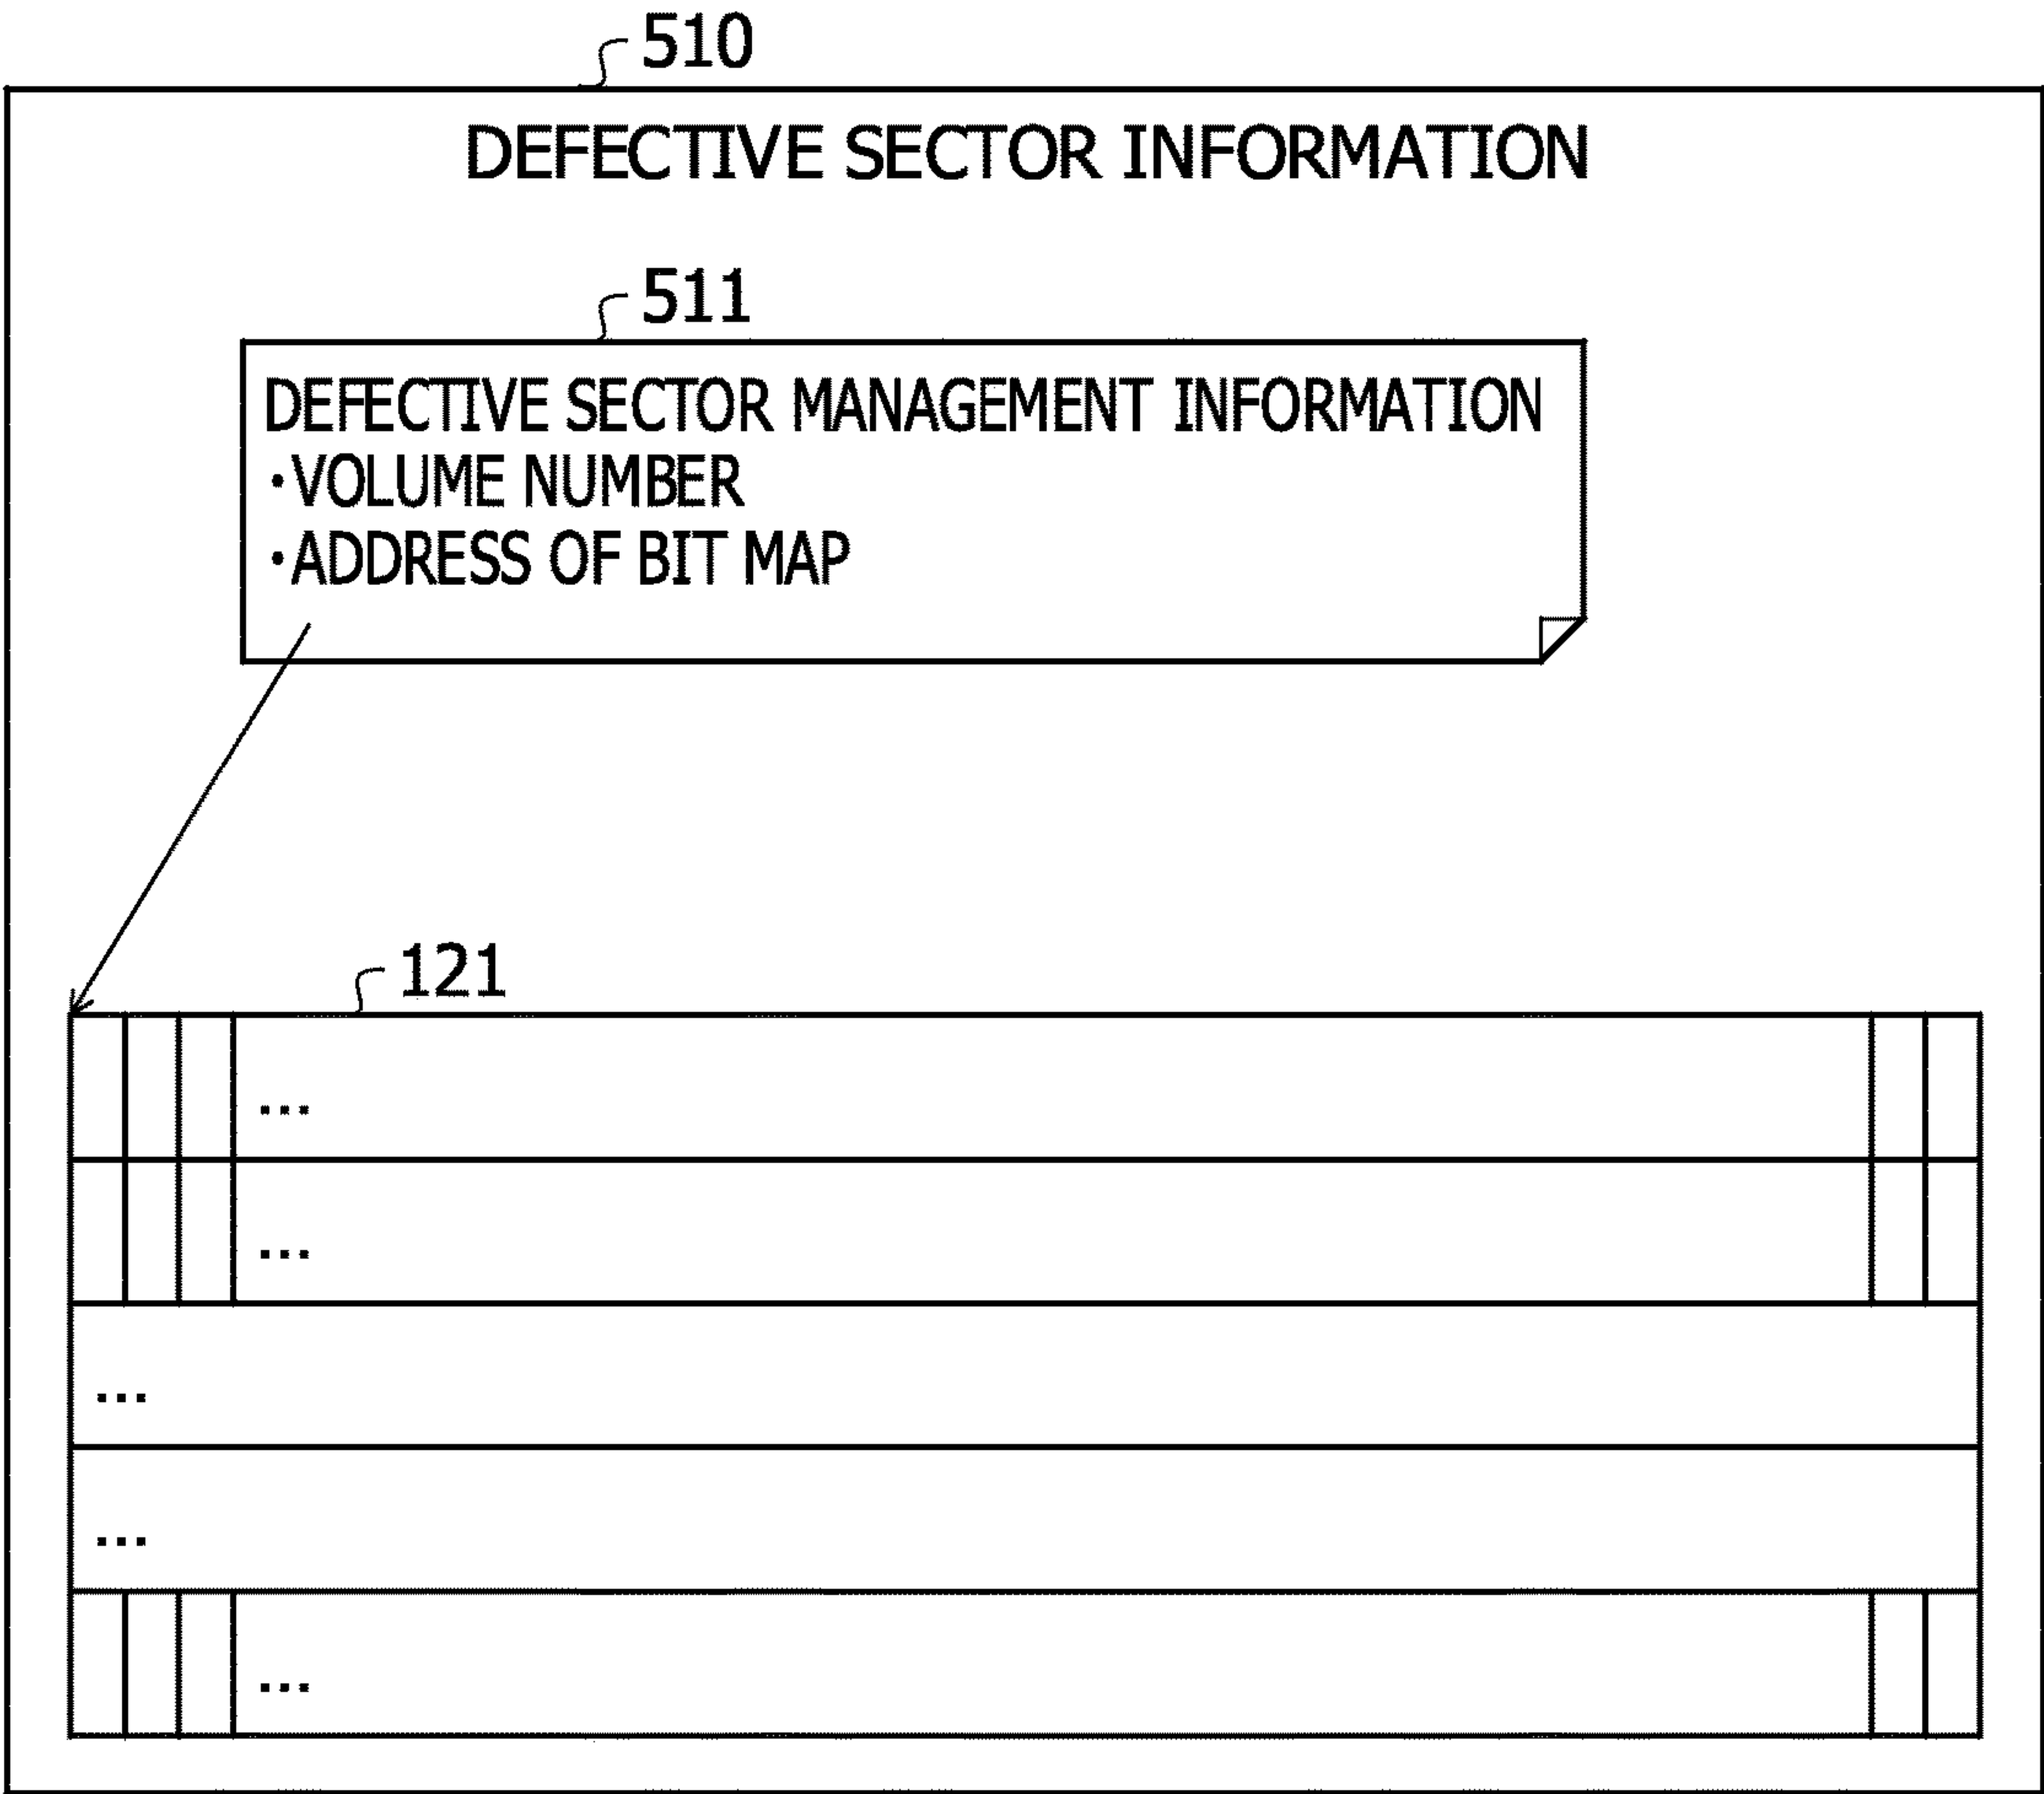 510
DEFECTIVE SECTOR INFORMATION
511
DEFECTIVE SECTOR MANAGEMENT INFORMATION
·VOLUME NUMBER
·ADDRESS OF BIT MAP
121
...
...
...
...
...